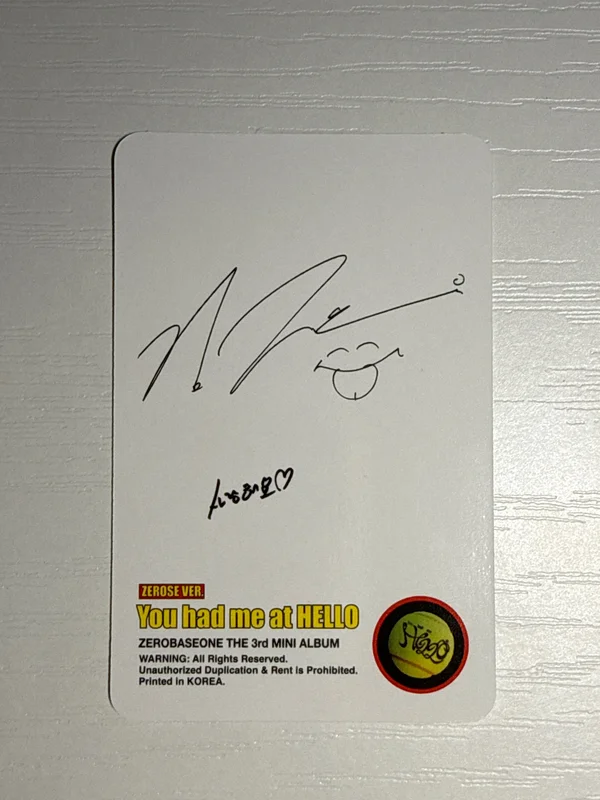 사랑해요♡
ZEROSE VER.
You had me at HELLO
ZEROBASEONE THE 3rd MINI ALBUM
WARNING: All Rights Reserved.
Unauthorized Duplication & Rent is Prohibited.
Printed in KOREA.